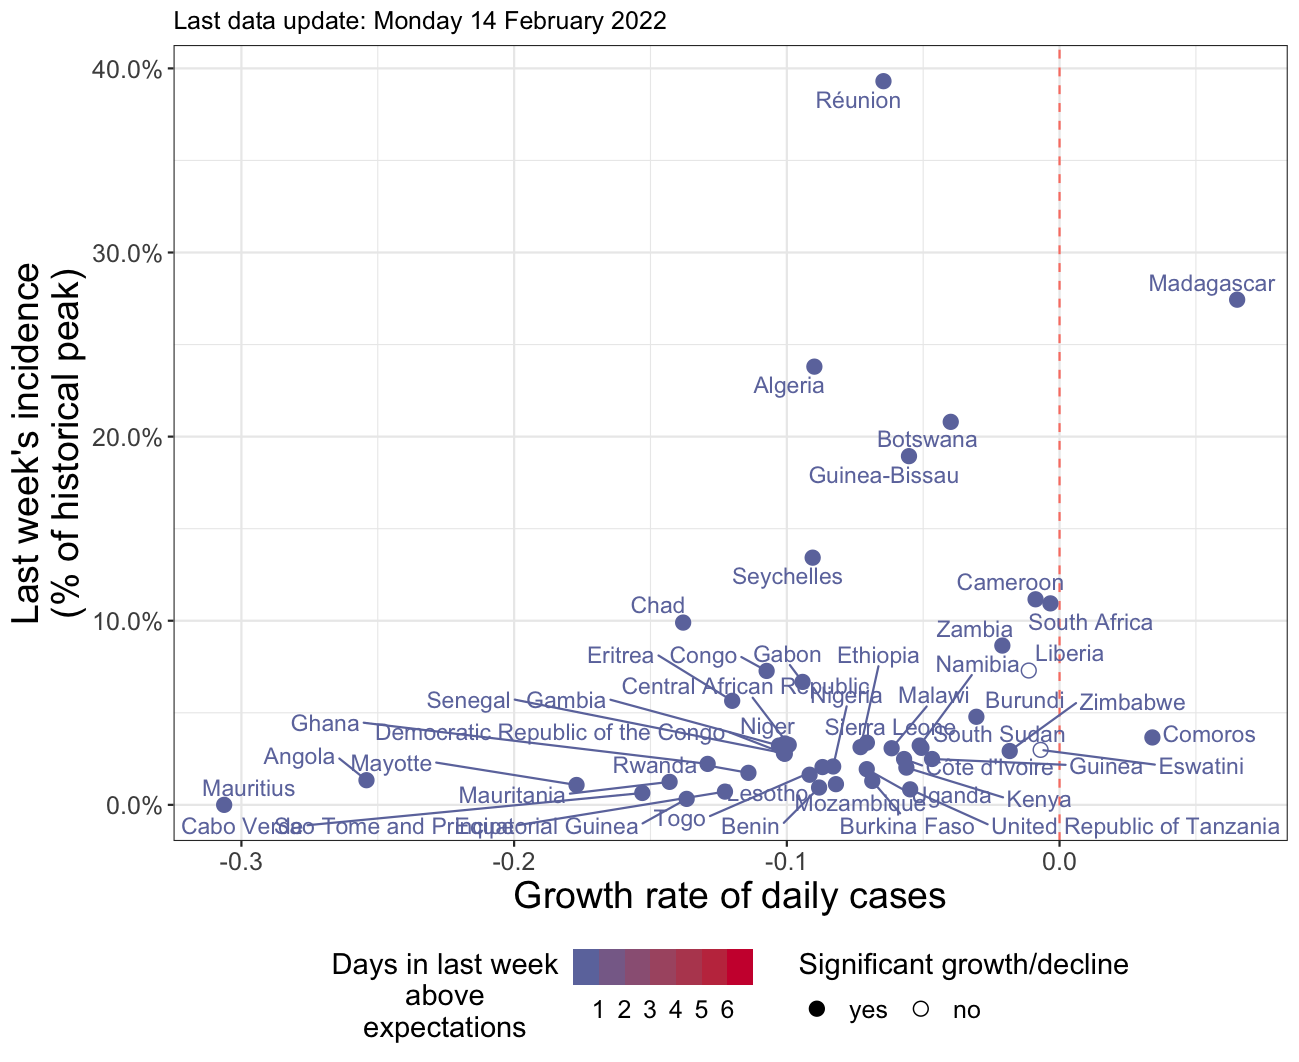 Last data update: Monday 14 February 2022
Last week's incidence
(% of historical peak)
40.0%
30.0%
20.0%
10.0%
0.0%
Réunion
Madagascar
Algeria
Botswana
Guinea-Bissau
Seychelles
Cameroon
Chad
South Africa
Zambia
Liberia
Eritrea
Congo
Gabon
Ethiopia
Namibia
Central African Republic
Nigeria
Malawi
Senegal
Gambia
Burundi
Zimbabwe
Ghana
Democratic Republic of the Congo
Niger
Sierra Leone
South Sudan
Comoros
Angola
Mayotte
Rwanda
Côte d'Ivoire
Guinea
Eswatini
Mauritius
Mauritania
Lesotho
Mozambique
Uganda
Kenya
Cabo Verde
Sao Tome and Principe
Equatorial Guinea
Togo
Benin
Burkina Faso
United Republic of Tanzania
-0.3
-0.2
-0.1
0.0
Growth rate of daily cases
Days in last week
above
expectations
1 2 3 4 5 6
Significant growth/decline
yes
no